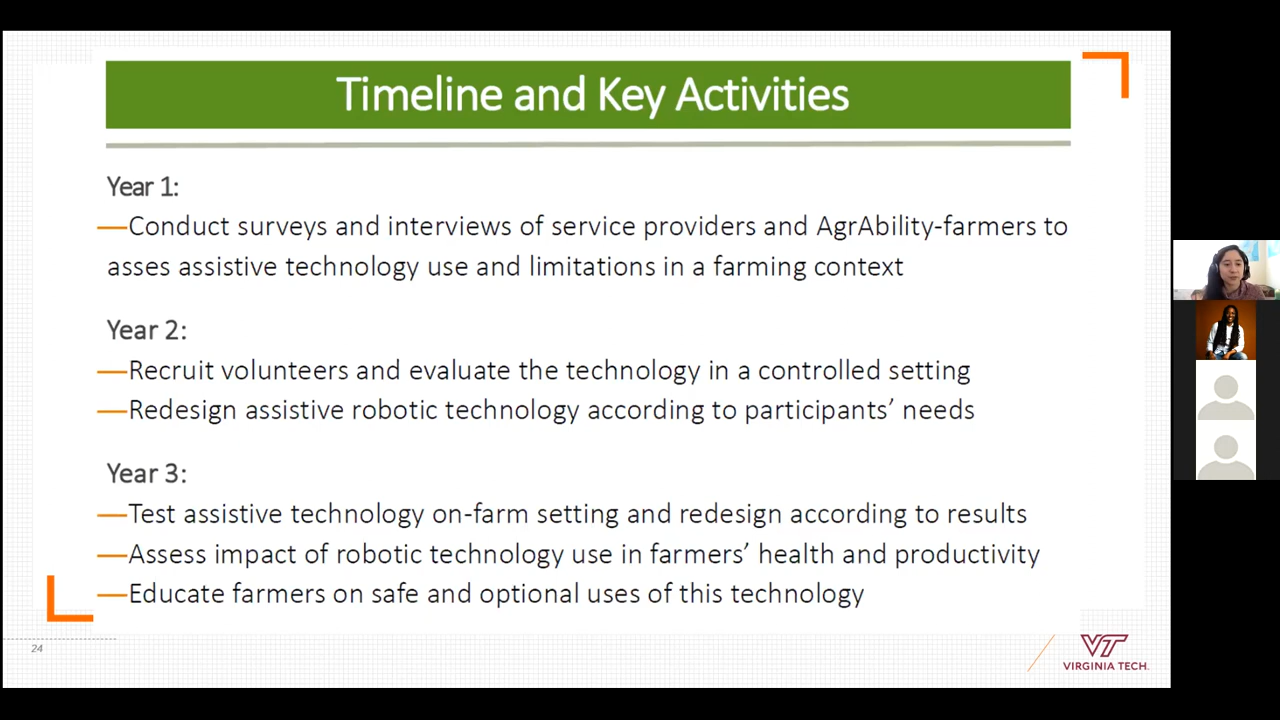 Timeline and Key Activities
Year 1:
—Conduct surveys and interviews of service providers and AgrAbility-farmers to
asses assistive technology use and limitations in a farming context
Year 2:
—Recruit volunteers and evaluate the technology in a controlled setting
—Redesign assistive robotic technology according to participants’ needs
Year 3:
—Test assistive technology on-farm setting and redesign according to results
—Assess impact of robotic technology use in farmers’ health and productivity
—Educate farmers on safe and optional uses of this technology
24
VT
VIRGINIA TECH.